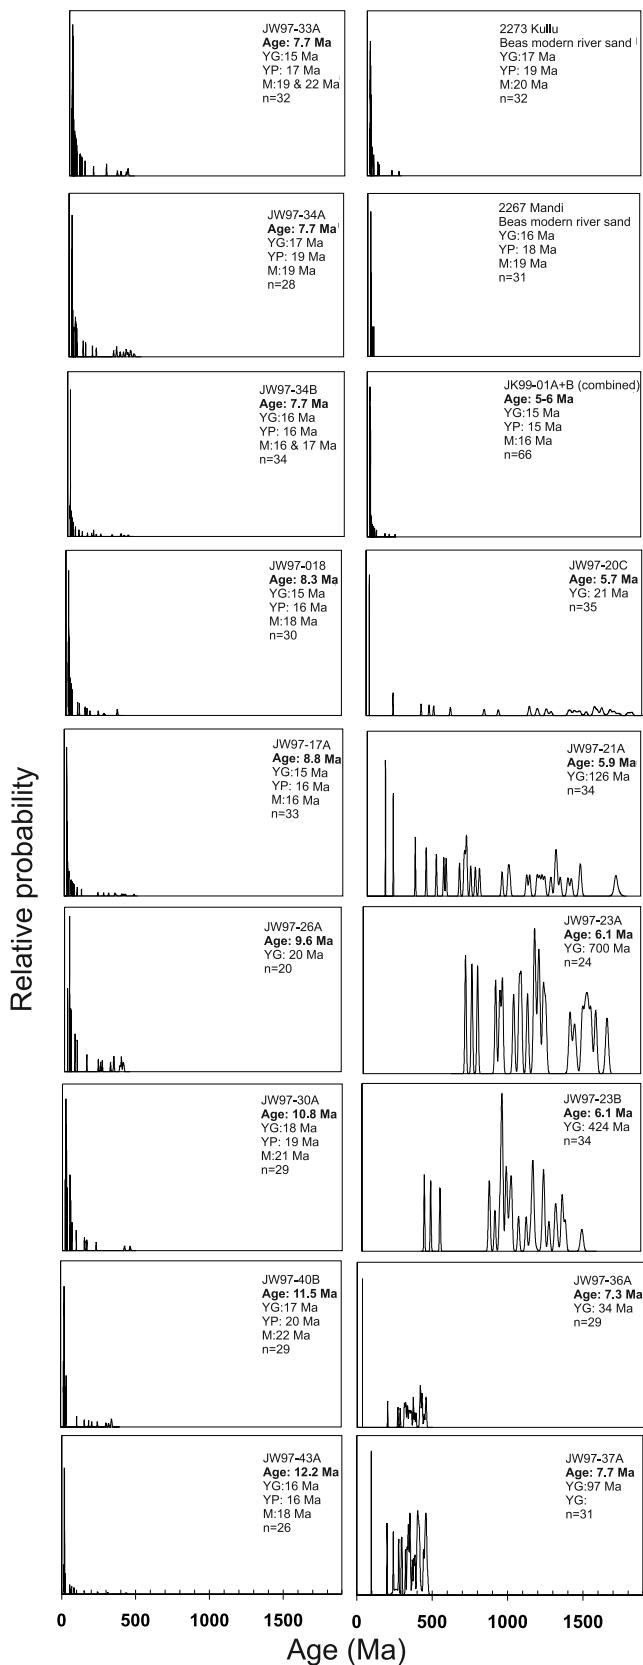 JW97-33A
Age: 7.7 Ma
YG:15 Ma
YP: 17 Ma
M:19 & 22 Ma
n=32
JW97-34A
Age: 7.7 Ma
YG:17 Ma
YP: 19 Ma
M:19 Ma
n=28
JW97-34B
Age: 7.7 Ma
YG:16 Ma
YP: 16 Ma
M:16 & 17 Ma
n=34
JW97-018
Age: 8.3 Ma
YG:15 Ma
YP: 16 Ma
M:18 Ma
n=30
JW97-17A
Age: 8.8 Ma
YG:15 Ma
YP: 16 Ma
M:16 Ma
n=33
JW97-26A
Age: 9.6 Ma
YG: 20 Ma
n=20
JW97-30A
Age: 10.8 Ma
YG:18 Ma
YP: 19 Ma
M:21 Ma
n=29
JW97-40B
Age: 11.5 Ma
YG:17 Ma
YP: 20 Ma
M:22 Ma
n=29
JW97-43A
Age: 12.2 Ma
YG:16 Ma
YP: 16 Ma
M:18 Ma
n=26
2273 Kullu
Beas modern river sand
YG:17 Ma
YP: 19 Ma
M:20 Ma
n=32
2267 Mandi
Beas modern river sand
YG:16 Ma
YP: 18 Ma
M:19 Ma
n=31
JK99-01A+B (combined)
Age: 5-6 Ma
YG:15 Ma
YP: 15 Ma
M:16 Ma
n=66
JW97-20C
Age: 5.7 Ma
YG: 21 Ma
n=35
JW97-21A
Age: 5.9 Ma
YG:126 Ma
n=34
JW97-23A
Age: 6.1 Ma
YG: 700 Ma
n=24
JW97-23B
Age: 6.1 Ma
YG: 424 Ma
n=34
JW97-36A
Age: 7.3 Ma
YG: 34 Ma
n=29
JW97-37A
Age: 7.7 Ma
YG:97 Ma
YG:
n=31
Relative probability
0 500 1000 1500 0 500 1000 1500
Age (Ma)